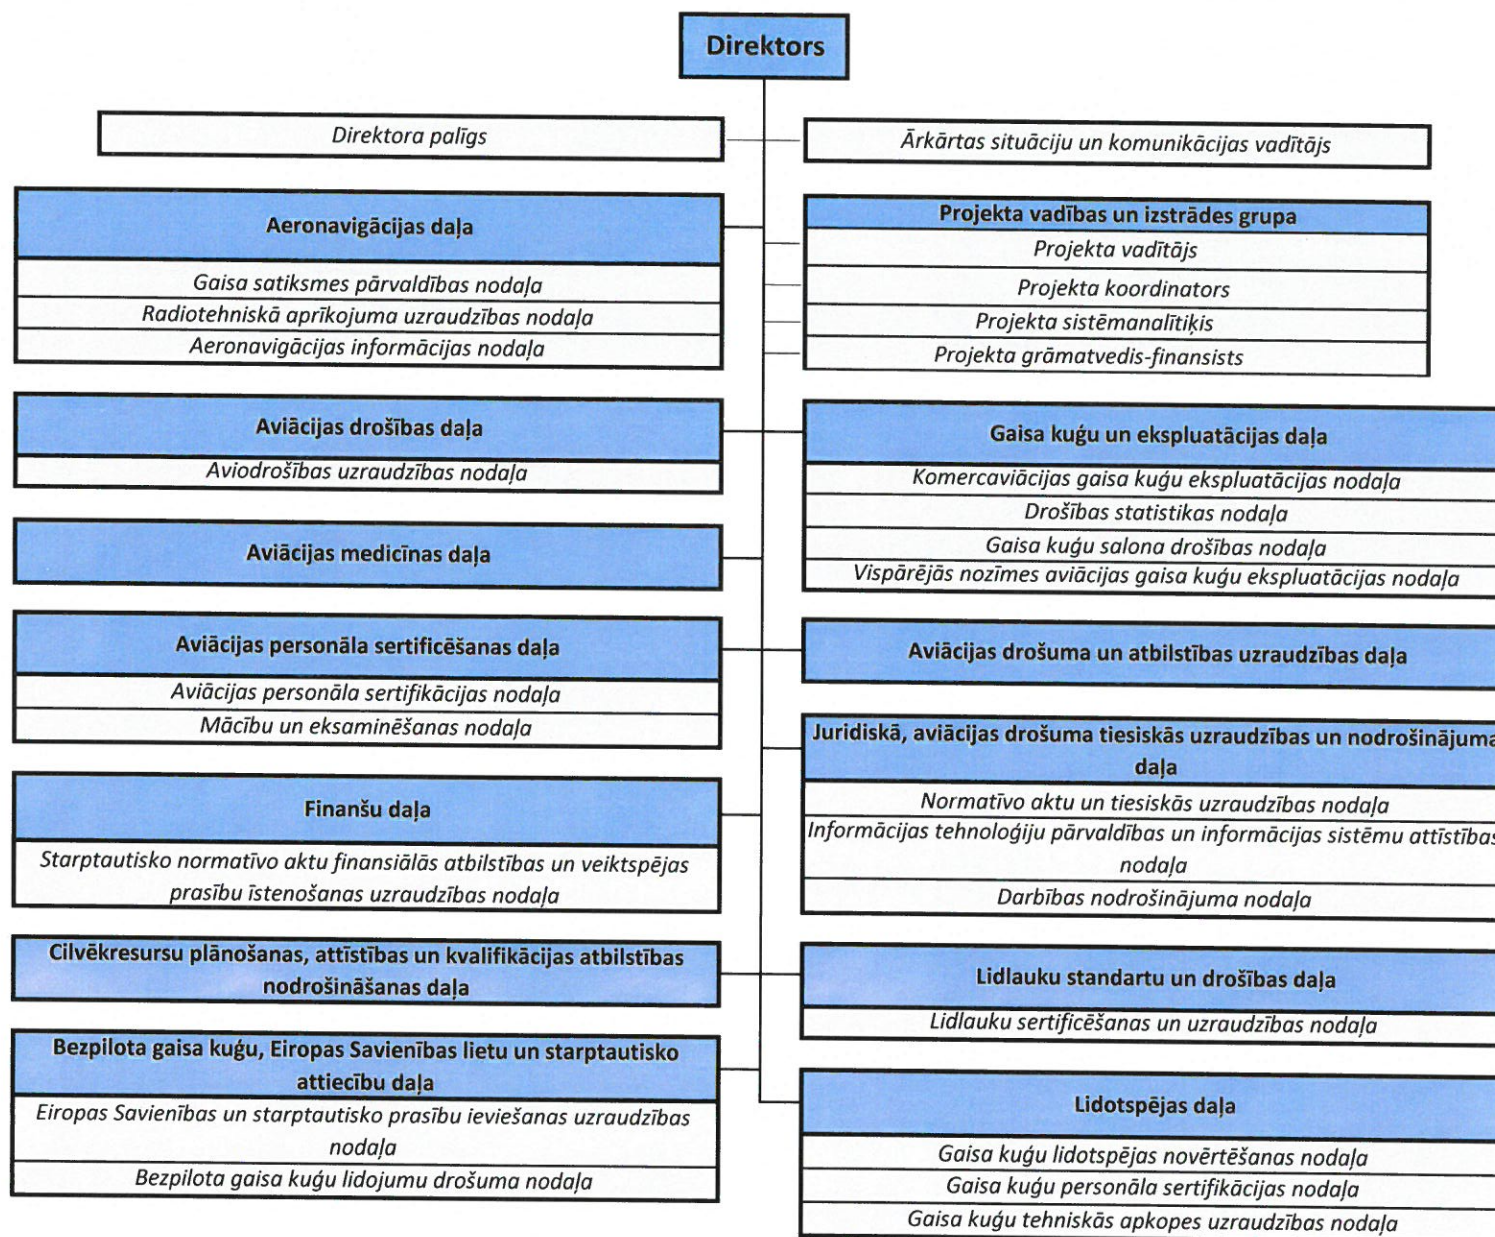 Direktors
Direktora palīgs
Ārkārtas situāciju un komunikācijas vadītājs
Aeronavigācijas daļa
Gaisa satiksmes pārvaldības nodaļa
Radiotehniskā aprīkojuma uzraudzības nodaļa
Aeronavigācijas informācijas nodaļa
Projekta vadības un izstrādes grupa
Projekta vadītājs
Projekta koordinators
Projekta sistēmanalītiķis
Projekta grāmatvedis-finansists
Aviācijas drošības daļa
Aviodrošības uzraudzības nodaļa
Gaisa kuģu un ekspluatācijas daļa
Komercaviācijas gaisa kuģu ekspluatācijas nodaļa
Drošības statistikas nodaļa
Gaisa kuģu salona drošības nodaļa
Vispārējās nozīmes aviācijas gaisa kuģu ekspluatācijas nodaļa
Aviācijas medicīnas daļa
Aviācijas personāla sertificēšanas daļa
Aviācijas personāla sertifikācijas nodaļa
Mācību un eksaminēšanas nodaļa
Aviācijas drošuma un atbilstības uzraudzības daļa
Juridiskā, aviācijas drošuma tiesiskās uzraudzības un nodrošinājuma
daļa
Normatīvo aktu un tiesiskās uzraudzības nodaļa
Informācijas tehnoloģiju pārvaldības un informācijas sistēmu attīstības
nodaļa
Darbības nodrošinājuma nodaļa
Finanšu daļa
Starptautisko normatīvo aktu finansiālās atbilstības un veiktspējas
prasību īstenošanas uzraudzības nodaļa
Cilvēkresursu plānošanas, attīstības un kvalifikācijas atbilstības
nodrošināšanas daļa
Lidlauku standartu un drošības daļa
Lidlauku sertificēšanas un uzraudzības nodaļa
Bezpilota gaisa kuģu, Eiropas Savienības lietu un starptautisko
attiecību daļa
Eiropas Savienības un starptautisko prasību ieviešanas uzraudzības
nodaļa
Bezpilota gaisa kuģu lidojumu drošuma nodaļa
Lidotspējas daļa
Gaisa kuģu lidotspējas novērtēšanas nodaļa
Gaisa kuģu personāla sertifikācijas nodaļa
Gaisa kuģu tehniskās apkopes uzraudzības nodaļa